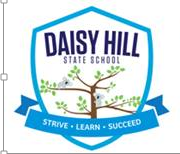 DAISY HILL
STATE SCHOOL
STRIVE • LEARN • SUCCEED